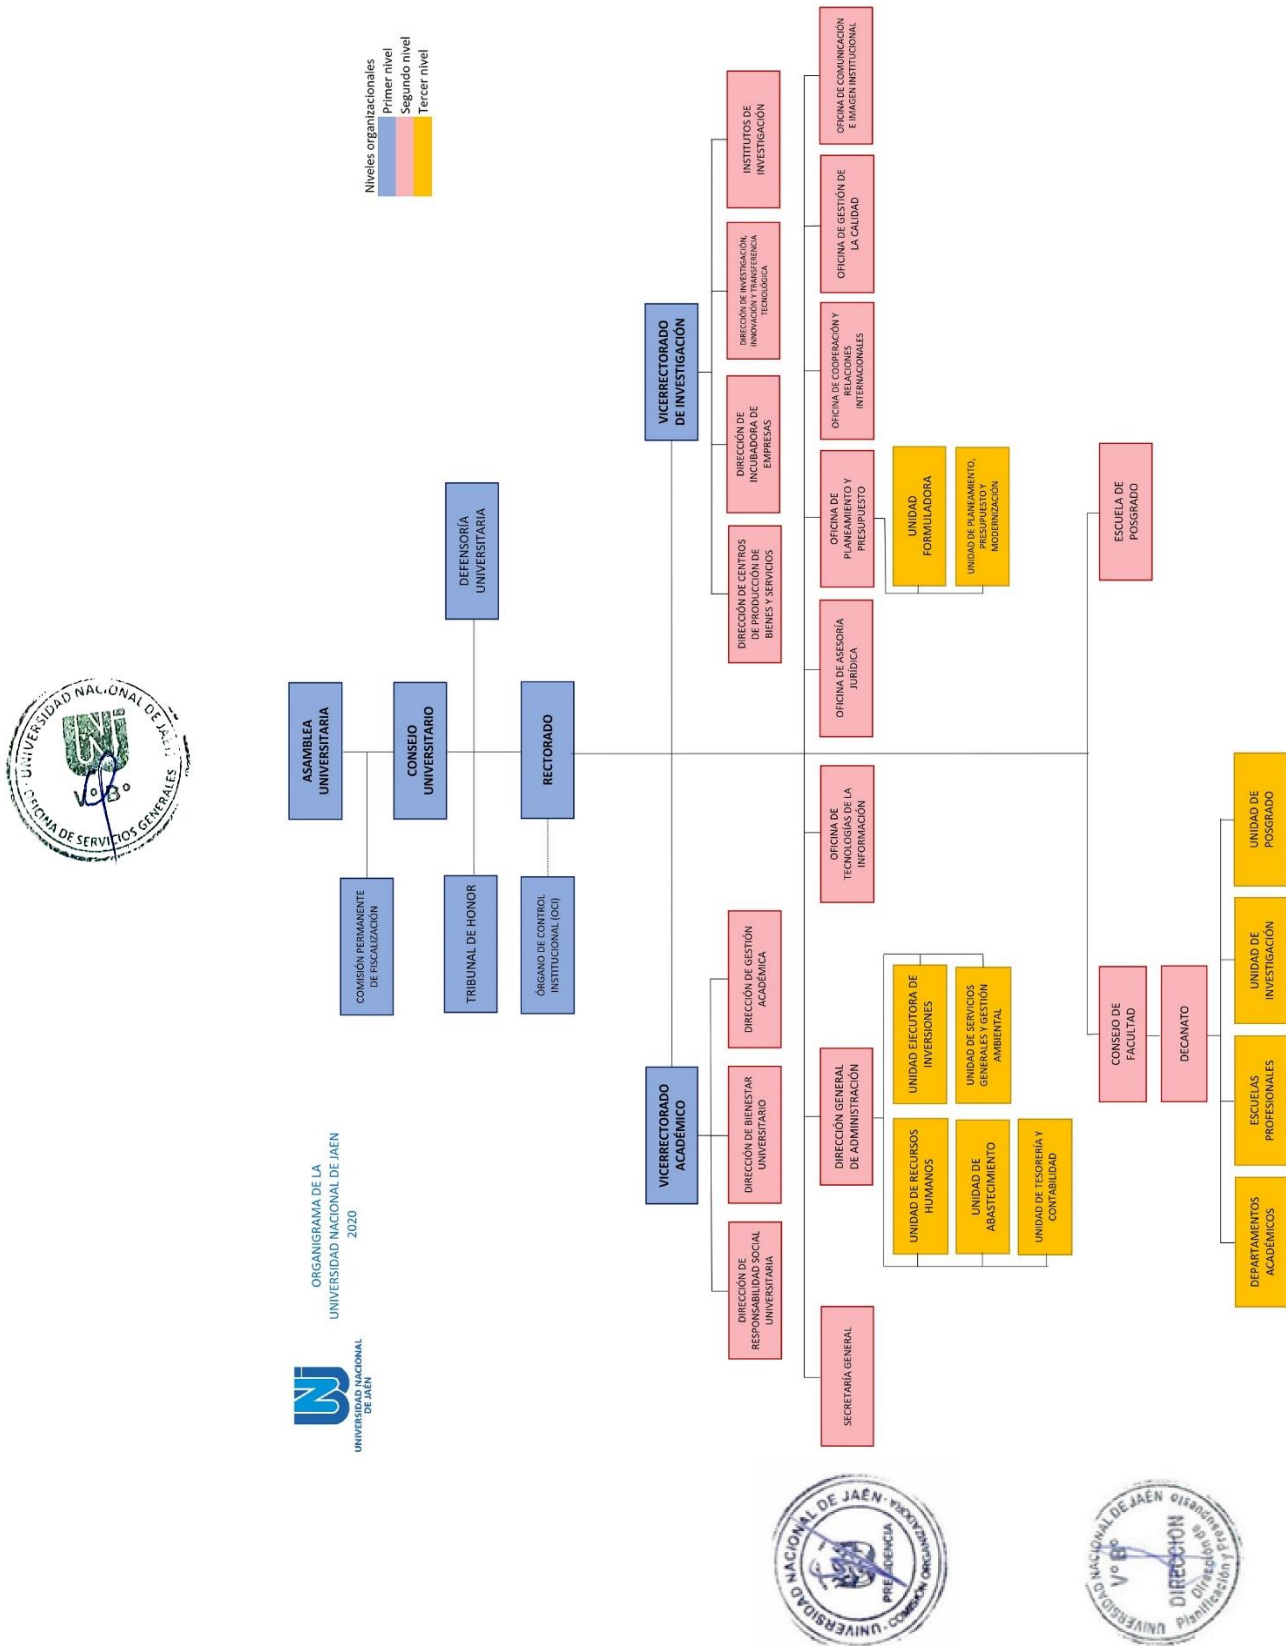 UNIVERSIDAD NACIONAL
DE JAÉN
ORGANIGRAMA DE LA
UNIVERSIDAD NACIONAL DE JAEN
2020
Niveles organizacionales
Primer nivel
Segundo nivel
Tercer nivel
ASAMBLEA
UNIVERSITARIA
COMISIÓN PERMANENTE
DE FISCALIZACIÓN
CONSEJO
UNIVERSITARIO
TRIBUNAL DE HONOR
DEFENSORÍA
UNIVERSITARIA
ÓRGANO DE CONTROL
INSTITUCIONAL (OCI)
RECTORADO
VICERRECTORADO
ACADÉMICO
VICERRECTORADO
DE INVESTIGACIÓN
DIRECCIÓN DE
RESPONSABILIDAD SOCIAL
UNIVERSITARIA
DIRECCIÓN DE BIENESTAR
UNIVERSITARIO
DIRECCIÓN DE GESTIÓN
ACADÉMICA
DIRECCIÓN DE CENTROS
DE PRODUCCIÓN DE
BIENES Y SERVICIOS
DIRECCIÓN DE
INCUBADORA DE
EMPRESAS
DIRECCIÓN DE INVESTIGACIÓN,
INNOVACIÓN Y TRANSFERENCIA
TECNOLÓGICA
INSTITUTOS DE
INVESTIGACIÓN
SECRETARÍA GENERAL
DIRECCIÓN GENERAL
DE ADMINISTRACIÓN
OFICINA DE
TECNOLOGÍAS DE LA
INFORMACIÓN
OFICINA DE ASESORÍA
JURÍDICA
OFICINA DE
PLANEAMIENTO Y
PRESUPUESTO
OFICINA DE COOPERACIÓN Y
RELACIONES
INTERNACIONALES
OFICINA DE GESTIÓN DE
LA CALIDAD
OFICINA DE COMUNICACIÓN
E IMAGEN INSTITUCIONAL
UNIDAD DE RECURSOS
HUMANOS
UNIDAD EJECUTORA DE
INVERSIONES
UNIDAD DE
ABASTECIMIENTO
UNIDAD DE SERVICIOS
GENERALES Y GESTIÓN
AMBIENTAL
UNIDAD DE TESORERÍA Y
CONTABILIDAD
UNIDAD
FORMULADORA
UNIDAD DE PLANEAMIENTO,
PRESUPUESTO Y
MODERNIZACIÓN
CONSEJO DE
FACULTAD
ESCUELA DE
POSGRADO
DECANATO
DEPARTAMENTOS
ACADÉMICOS
ESCUELAS
PROFESIONALES
UNIDAD DE
INVESTIGACIÓN
UNIDAD DE
POSGRADO
UNIVERSIDAD NACIONAL DE JAÉN
UNJ
V° B°
OFICINA DE SERVICIOS GENERALES
UNIVERSIDAD NACIONAL DE JAÉN
PRESIDENCIA
COMISIÓN ORGANIZADORA
UNIVERSIDAD NACIONAL DE JAÉN
V° B°
DIRECCION
Dirección de
Planificación y Presupuesto